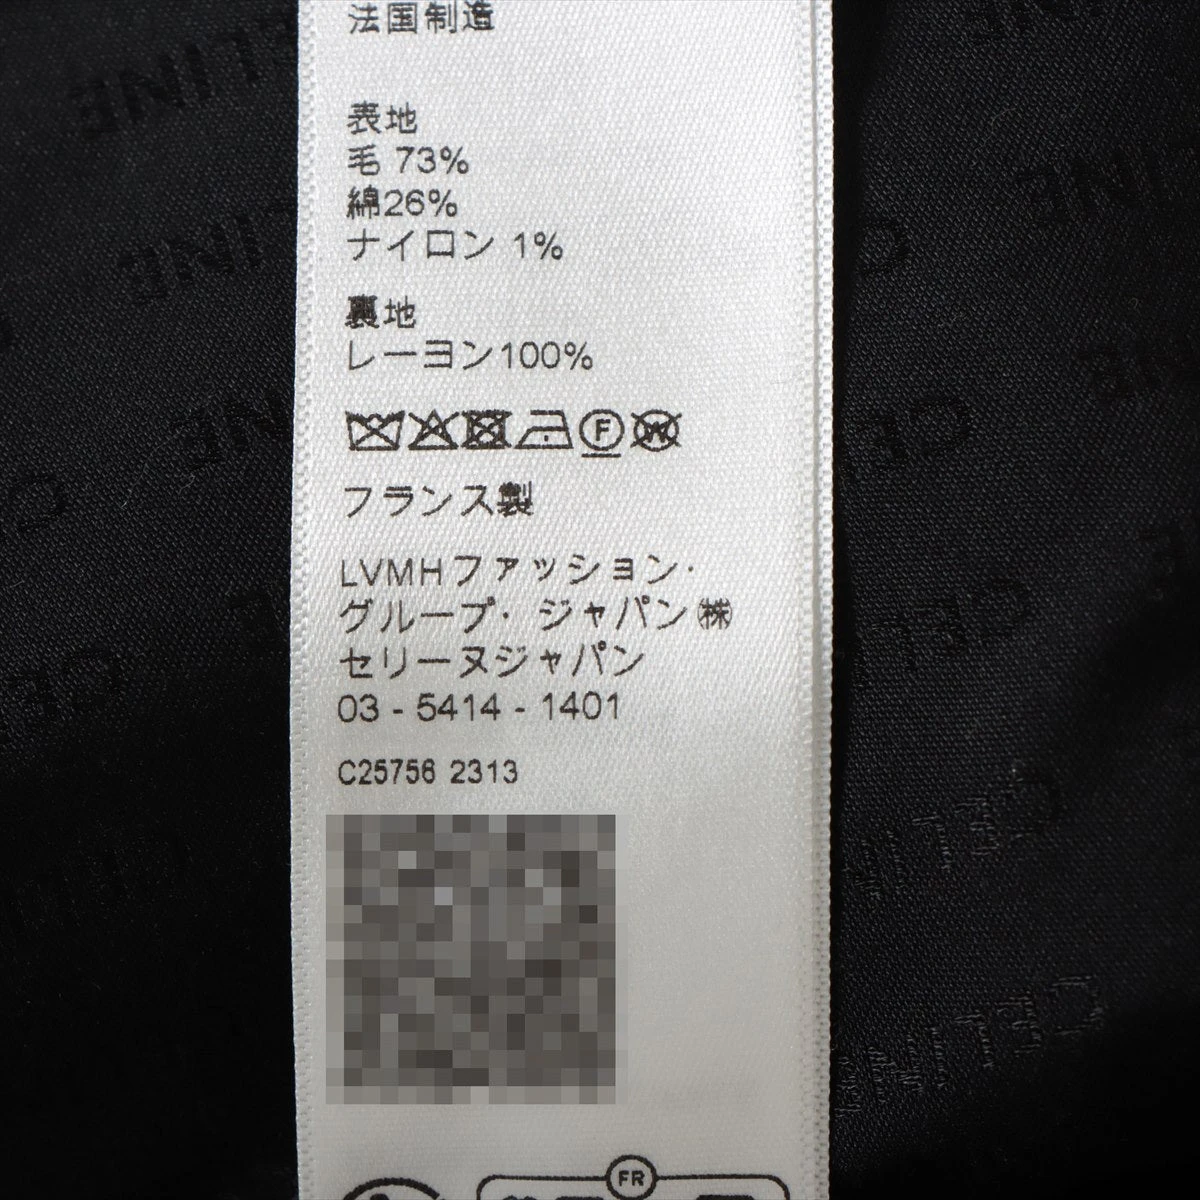 法国制造
表地
毛 73%
綿26%
ナイロン 1%
裏地
レーヨン100%
F
W
フランス製
LVMHファッション・
グループ・ジャパン㈱
セリーヌジャパン
03 - 5414 - 1401
C25756 2313
FR
CELINE